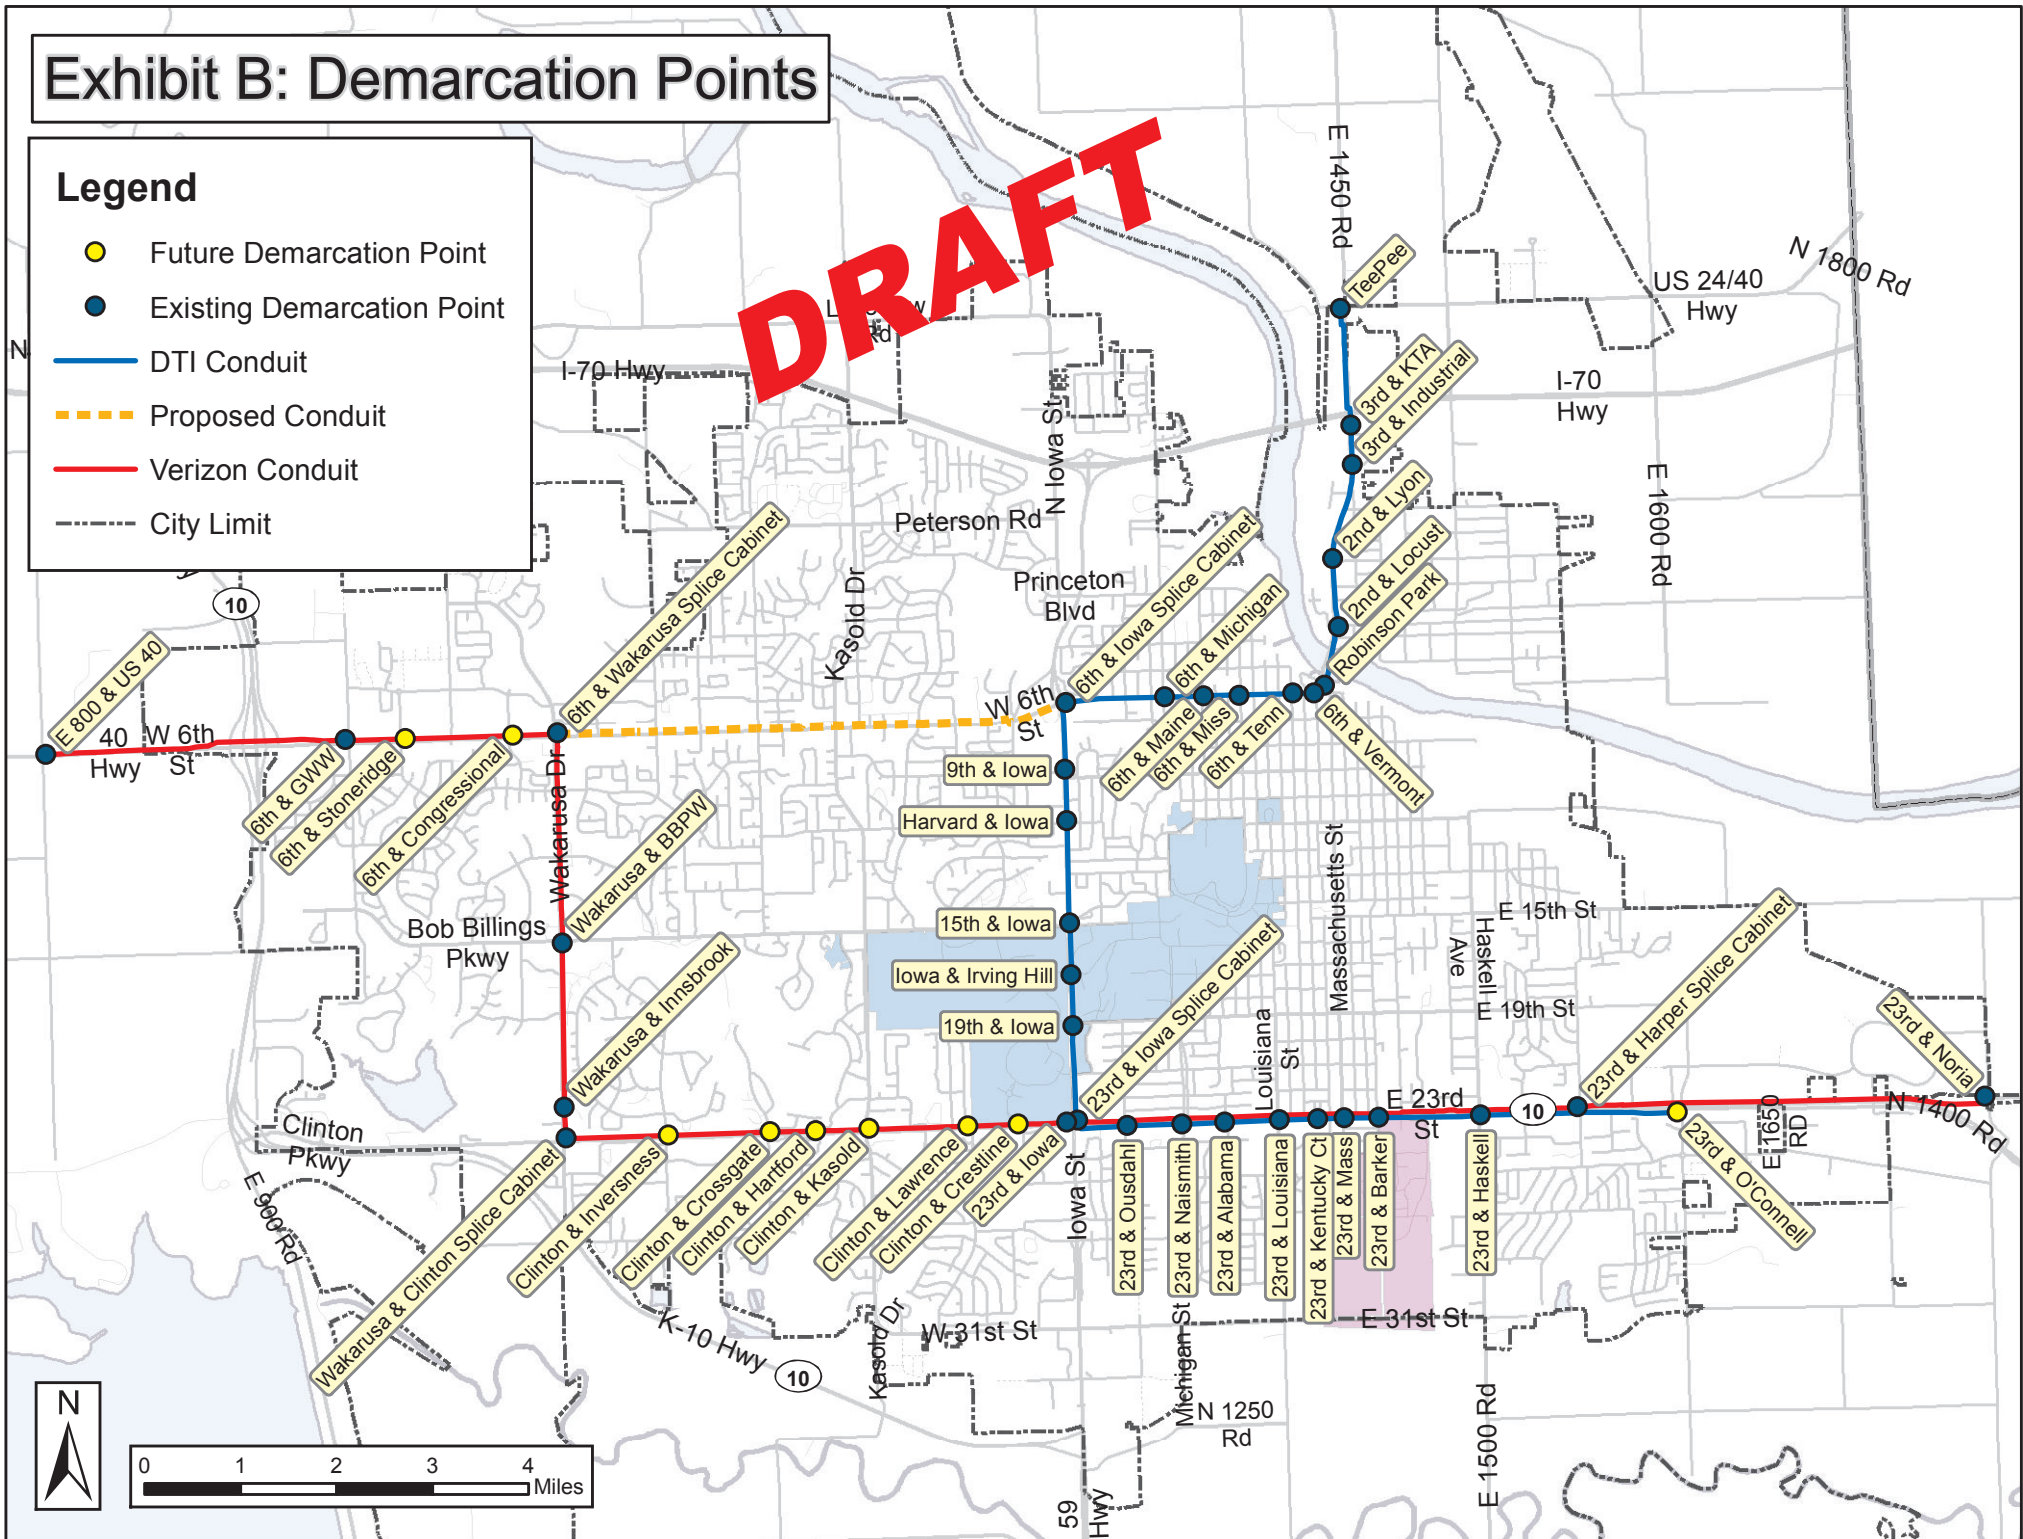 Exhibit B: Demarcation Points
DRAFT
Legend
Future Demarcation Point
Existing Demarcation Point
DTI Conduit
Proposed Conduit
Verizon Conduit
City Limit
E 1450 Rd
TeePee
N 1800 Rd
US 24/40
Hwy
Rd
N
I-70 Hwy
3rd & KTA
3rd & Industrial
I-70
Hwy
N Iowa St
E 1600 Rd
2nd & Lyon
Peterson Rd
6th & Wakarusa Splice Cabinet
6th & Iowa Splice Cabinet
2nd & Locust
Robinson Park
Princeton
Blvd
Kasold Dr
6th & Michigan
10
E 800 & US 40
40
Hwy
W 6th
St
W 6th
St
6th & GWW
6th & Stoneridge
6th & Congressional
Wakarusa Dr
6th & Maine
6th & Miss
6th & Tenn
6th & Vermont
9th & Iowa
Harvard & Iowa
Wakarusa & BBPW
Massachusetts St
15th & Iowa
Bob Billings
Pkwy
E 15th St
Haskell
Ave
Iowa & Irving Hill
Wakarusa & Innsbrook
23rd & Iowa Splice Cabinet
23rd & Harper Splice Cabinet
E 19th St
19th & Iowa
23rd & Noria
Louisiana
St
Clinton
Pkwy
E 23rd
St
10
N 1400 Rd
E 1650
RD
E 900 Rd
Wakarusa & Clinton Splice Cabinet
Clinton & Inverness
Clinton & Crossgate
Clinton & Hartford
Clinton & Kasold
Clinton & Lawrence
Clinton & Crestline
23rd & Iowa
Iowa St
23rd & Ousdahl
23rd & Naismith
23rd & Alabama
23rd & Louisiana
23rd & Kentucky Ct
23rd & Mass
23rd & Barker
23rd & Haskell
23rd & O'Connell
K-10 Hwy
10
Kasold Dr
W 31st St
E 31st St
Michigan St
N 1250
Rd
E 1500 Rd
59
Hwy
N
0 1 2 3 4
Miles